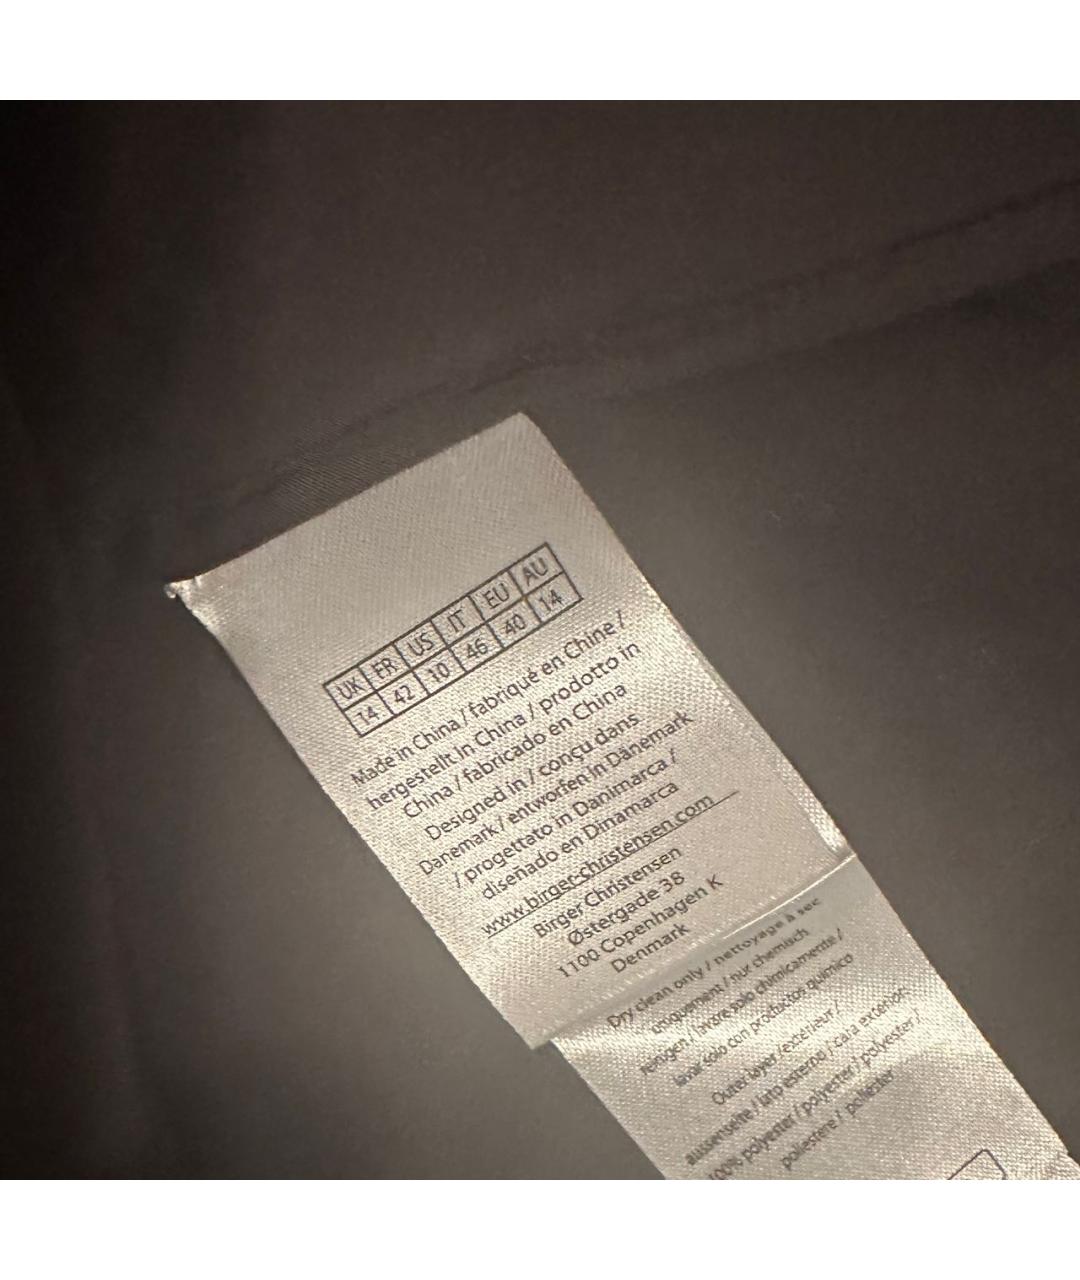 UK FR US IT EU AU
14 42 10 46 40 14
Made in China / fabriqué en Chine /
hergestellt in China / prodotto in
China / fabricado en China
Designed in / conçu dans
Danemark / entworfen in Dänemark
/ progettato in Danimarca /
diseñado en Dinamarca
www.birger-christensen.com
Birger Christensen
Østergade 38
1100 Copenhagen K
Denmark
Dry clean only / nettoyage à sec
uniquement / nur chemisch
reinigen / lavare solo chimicamente /
lavar solo con productos quimico
Outer layer / extérieur /
aussenseite / lato esterno / cara exterior:
100% polyester / polyester / polyester /
poliestere / poliester